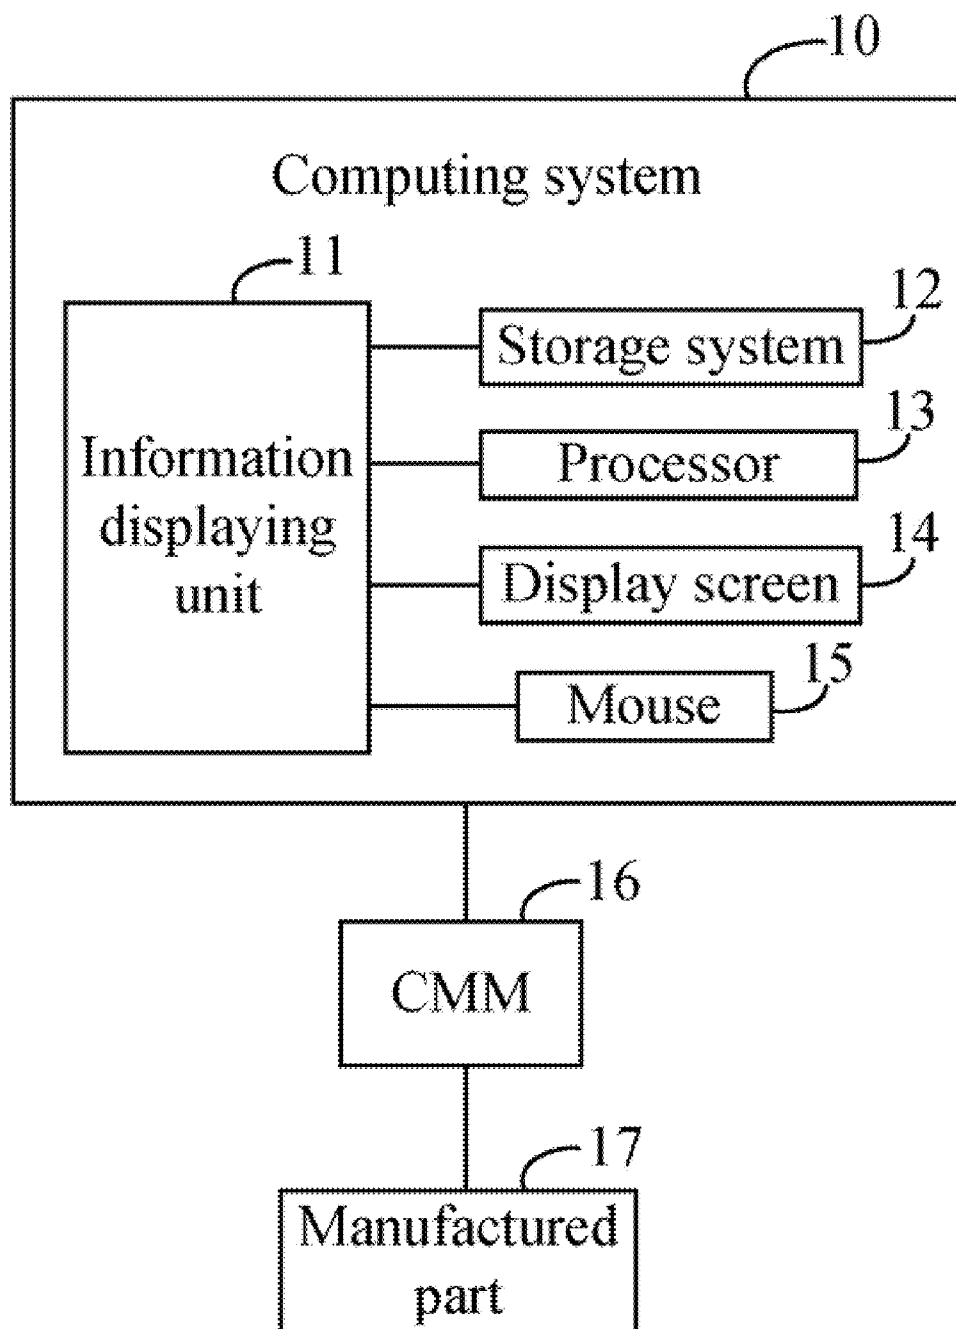 10
Computing system
11
12
Storage system
13
Information
displaying
unit
Processor
14
Display screen
15
Mouse
16
CMM
17
Manufactured
part